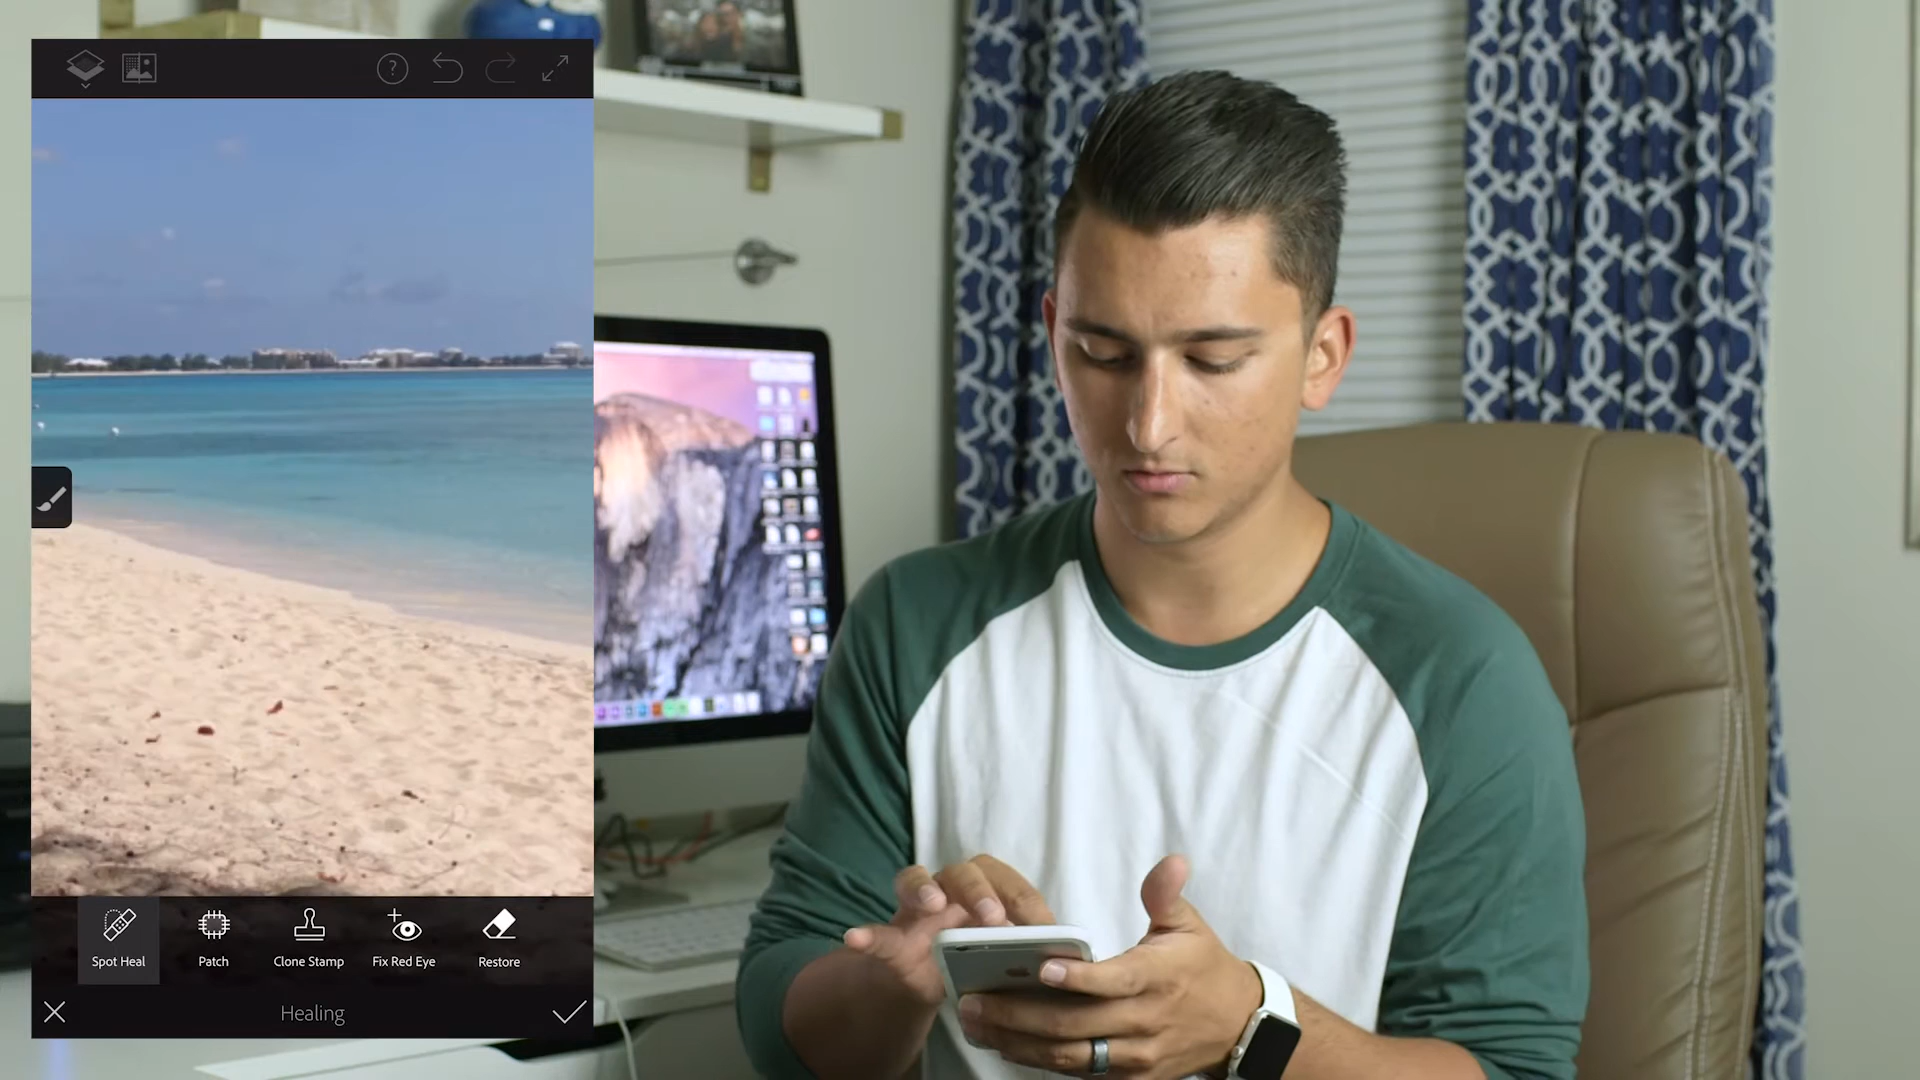 ?
Spot Heal
Patch
Clone Stamp
Fix Red Eye
Restore
Healing